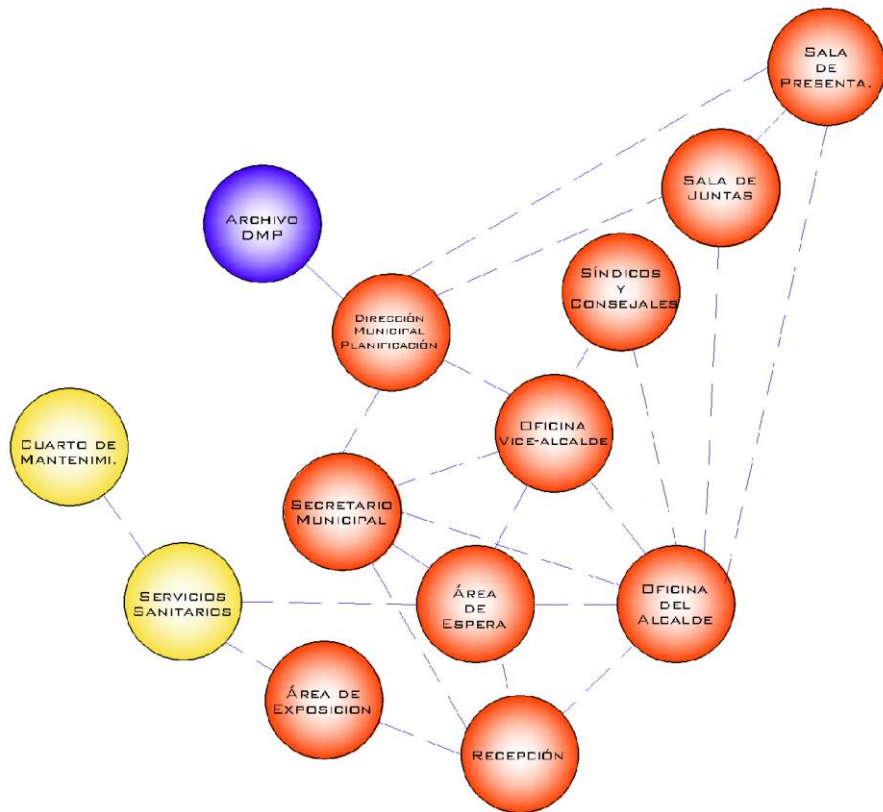 SALA
DE
PRESENTA.
SALA DE
JUNTAS
ARCHIVO
DMP
SÍNDICOS
Y
CONSEJALES
DIRECCIÓN
MUNICIPAL
PLANIFICACIÓN
OFICINA
VICE-ALCALDE
CUARTO DE
MANTENIMI.
SECRETARIO
MUNICIPAL
SERVICIOS
SANITARIOS
ÁREA
DE
ESPERA
OFICINA
DEL
ALCALDE
ÁREA DE
EXPOSICION
RECEPCIÓN